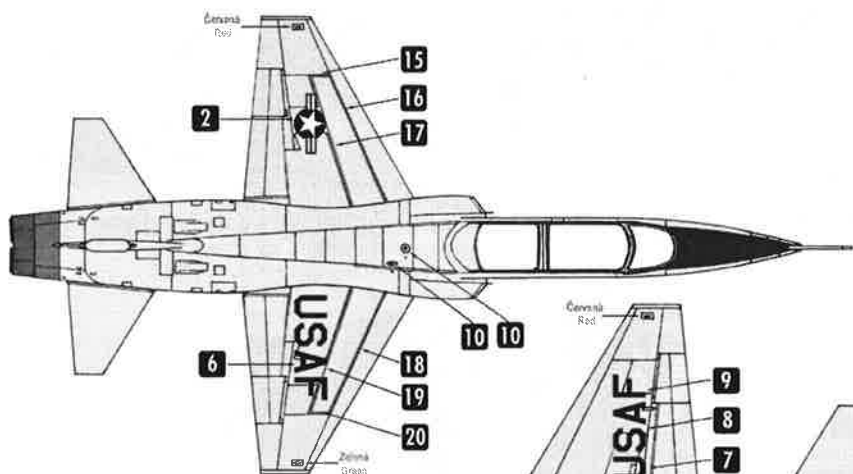 Červená
Red
15
16
2
17
10
10
USAF
6
18
19
20
Zelená
Green
Červená
Red
USAF
9
8
7